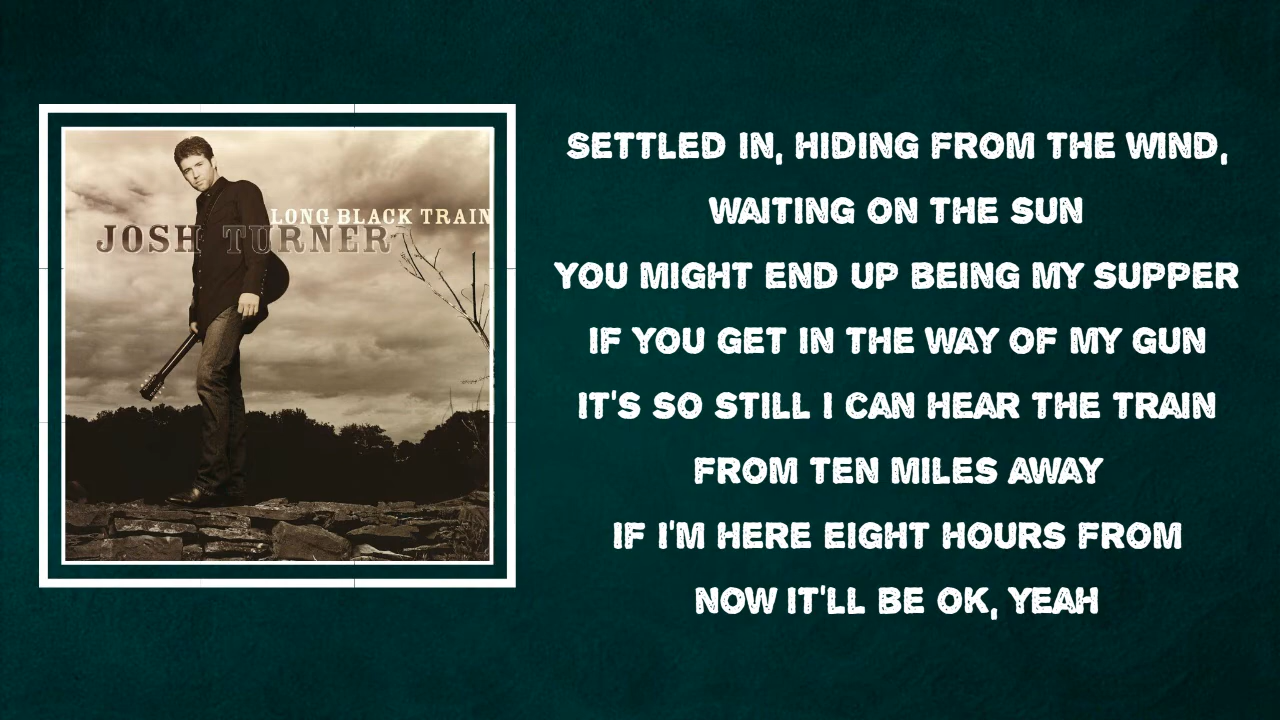 LONG BLACK TRAIN
JOSH TURNER
SETTLED IN, HIDING FROM THE WIND,
WAITING ON THE SUN
YOU MIGHT END UP BEING MY SUPPER
IF YOU GET IN THE WAY OF MY GUN
IT'S SO STILL I CAN HEAR THE TRAIN
FROM TEN MILES AWAY
IF I'M HERE EIGHT HOURS FROM
NOW IT'LL BE OK, YEAH